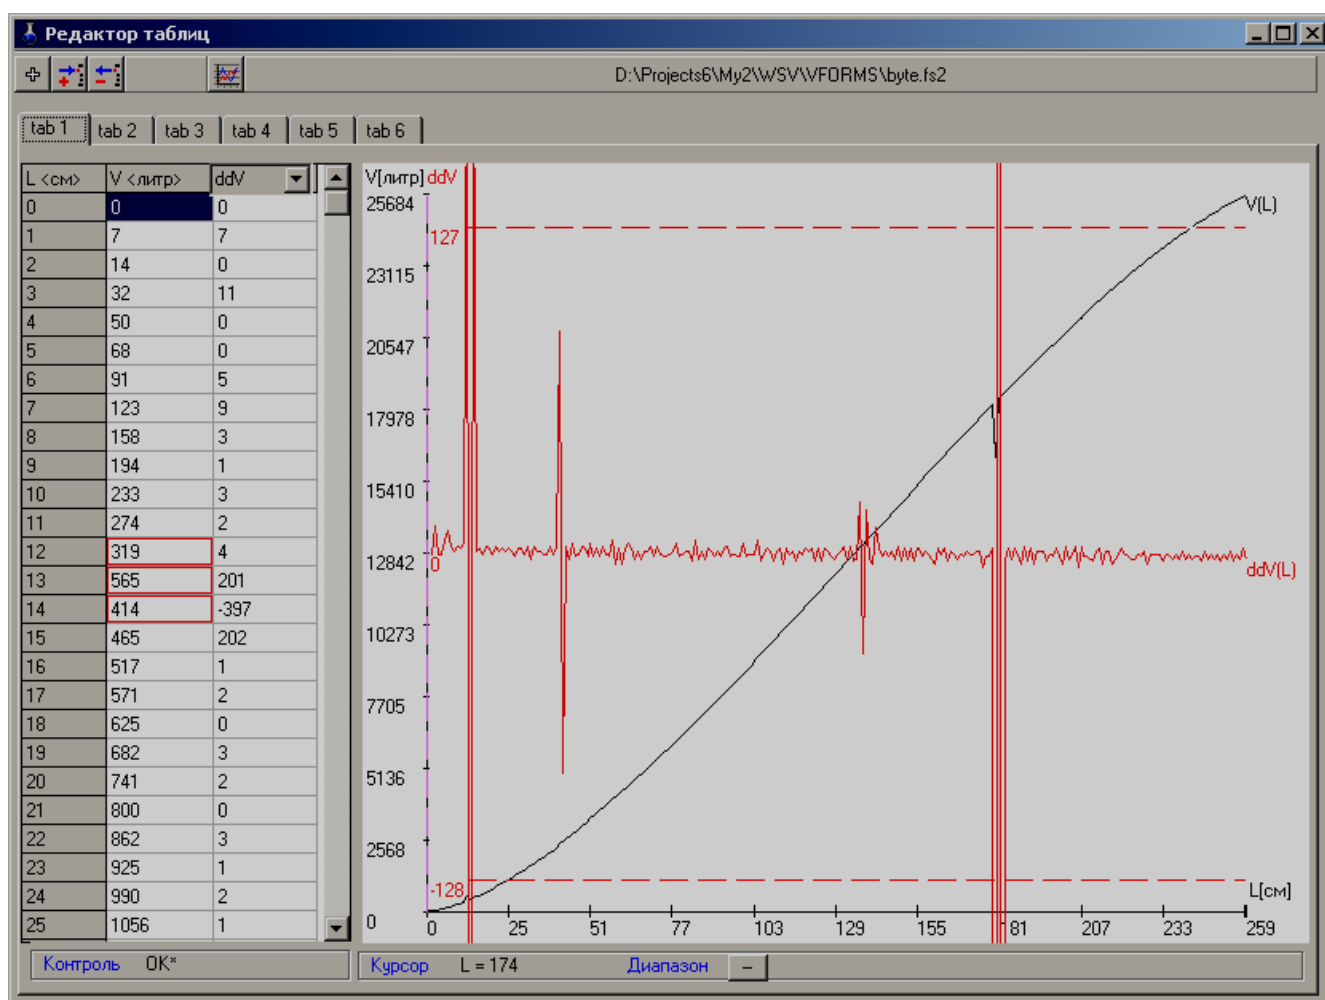 Редактор таблиц
D:\Projects6\My2\WSV\VFORMS\byte.fs2
tab 1 tab 2 tab 3 tab 4 tab 5 tab 6
L <см> V <литр> ddV
0 0 0
1 7 7
2 14 0
3 32 11
4 50 0
5 68 0
6 91 5
7 123 9
8 158 3
9 194 1
10 233 3
11 274 2
12 319 4
13 565 201
14 414 -397
15 465 202
16 517 1
17 571 2
18 625 0
19 682 3
20 741 2
21 800 0
22 862 3
23 925 1
24 990 2
25 1056 1
V[литр] ddV
25684
V(L)
127
23115
20547
17978
15410
12842
0
ddV(L)
10273
7705
5136
2568
-128
L[см]
0
0 25 51 77 103 129 155 181 207 233 259
Контроль OK*
Курсор L = 174 Диапазон –